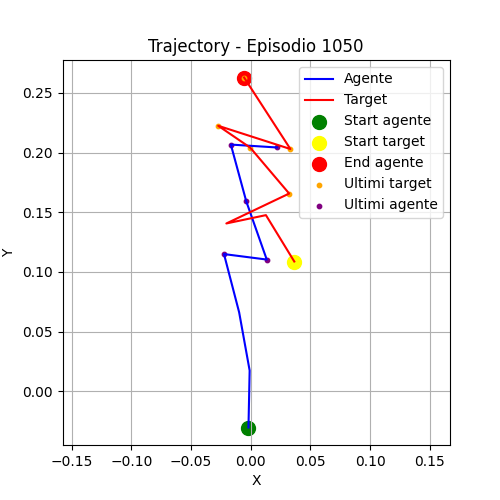 Trajectory - Episodio 1050
Agente
Target
Start agente
Start target
End agente
Ultimi target
Ultimi agente
Y
0.25
0.20
0.15
0.10
0.05
0.00
−0.15
−0.10
−0.05
0.00
0.05
0.10
0.15
X